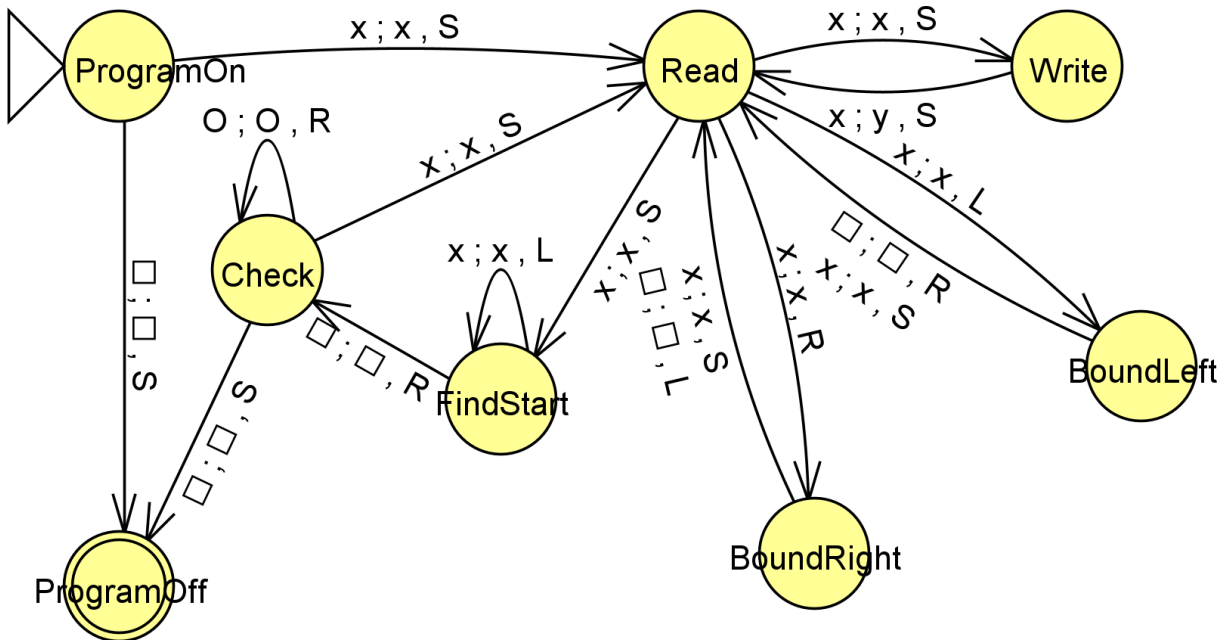 x ; x , S
x ; x , S
ProgramOn
Read
Write
O ; O , R
x ; y , S
x ; x , S
x ; x , L
x ; x , S
□ ; □ , R
x ; x , S
x ; x , L
Check
□ ; □ , S
x ; x , R
x ; x , S
□ ; □ , L
□ ; □ , R
BoundLeft
FindStart
□ ; □ , S
BoundRight
ProgramOff